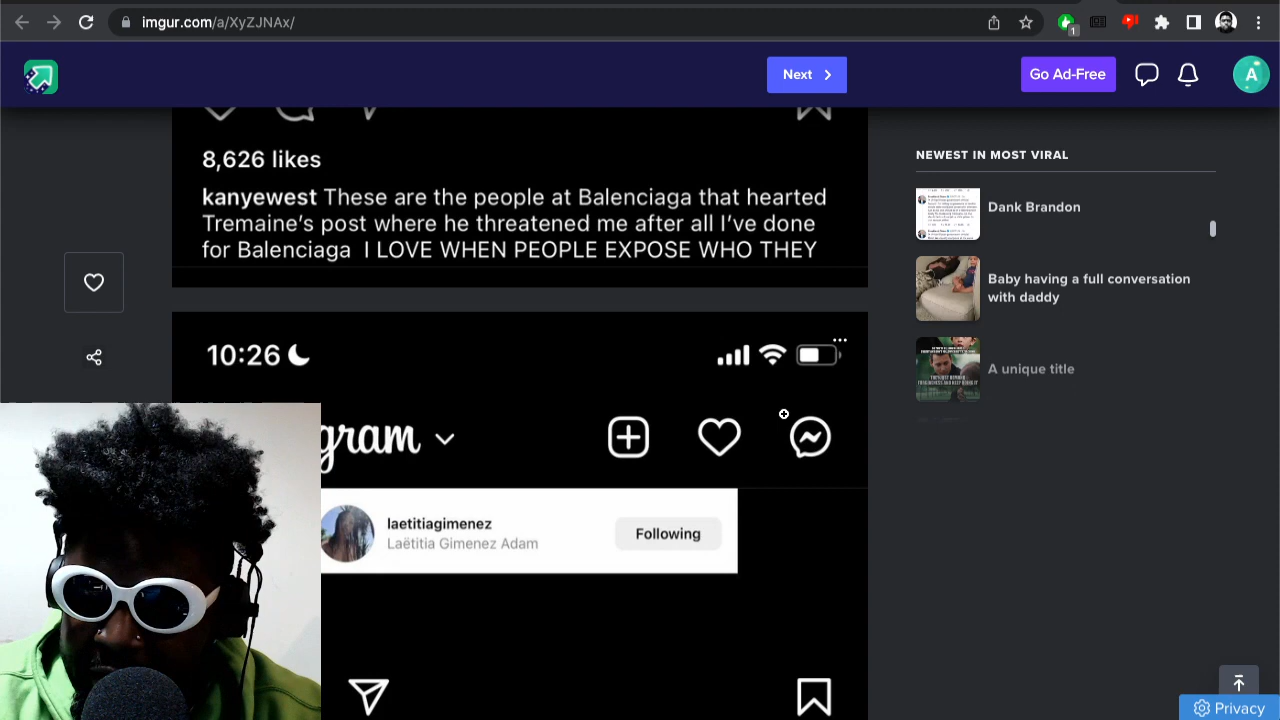 imgur.com/a/XyZJNAx/
1
Next
Go Ad-Free
A
8,626 likes
kanyewest These are the people at Balenciaga that hearted
Tremaine's post where he threatened me after all I've done
for Balenciaga I LOVE WHEN PEOPLE EXPOSE WHO THEY
NEWEST IN MOST VIRAL
Dank Brandon
Baby having a full conversation
with daddy
A unique title
10:26
gram
laetitiagimenez
Laëtitia Gimenez Adam
Following
Privacy